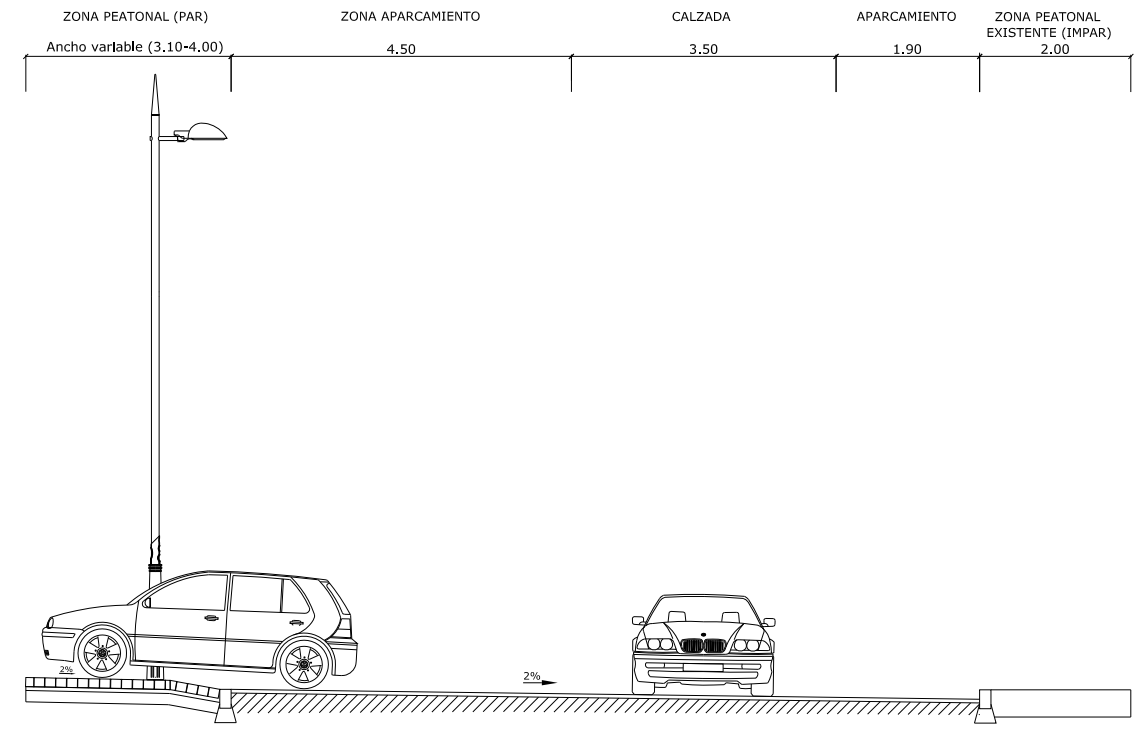 ZONA PEATONAL (PAR)
ZONA APARCAMIENTO
CALZADA
APARCAMIENTO
ZONA PEATONAL
EXISTENTE (IMPAR)
Ancho variable (3.10-4.00)
4.50
3.50
1.90
2.00
2%
2%